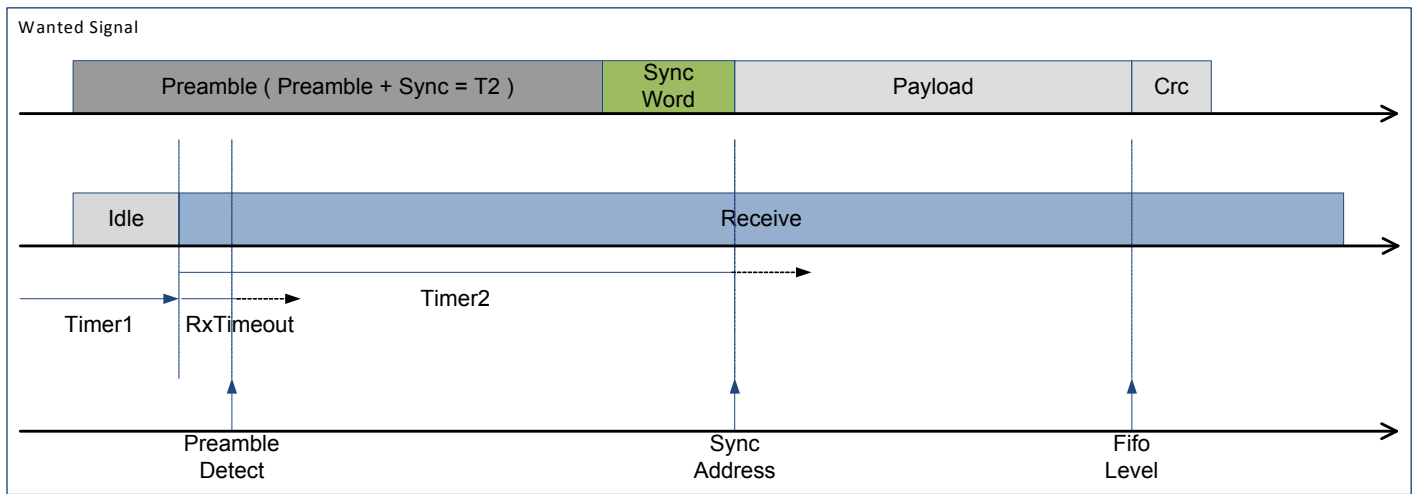 Wanted Signal
Preamble ( Preamble + Sync = T2 )
Sync
Word
Payload
Crc
Idle
Receive
Timer2
Timer1
RxTimeout
Preamble
Detect
Sync
Address
Fifo
Level